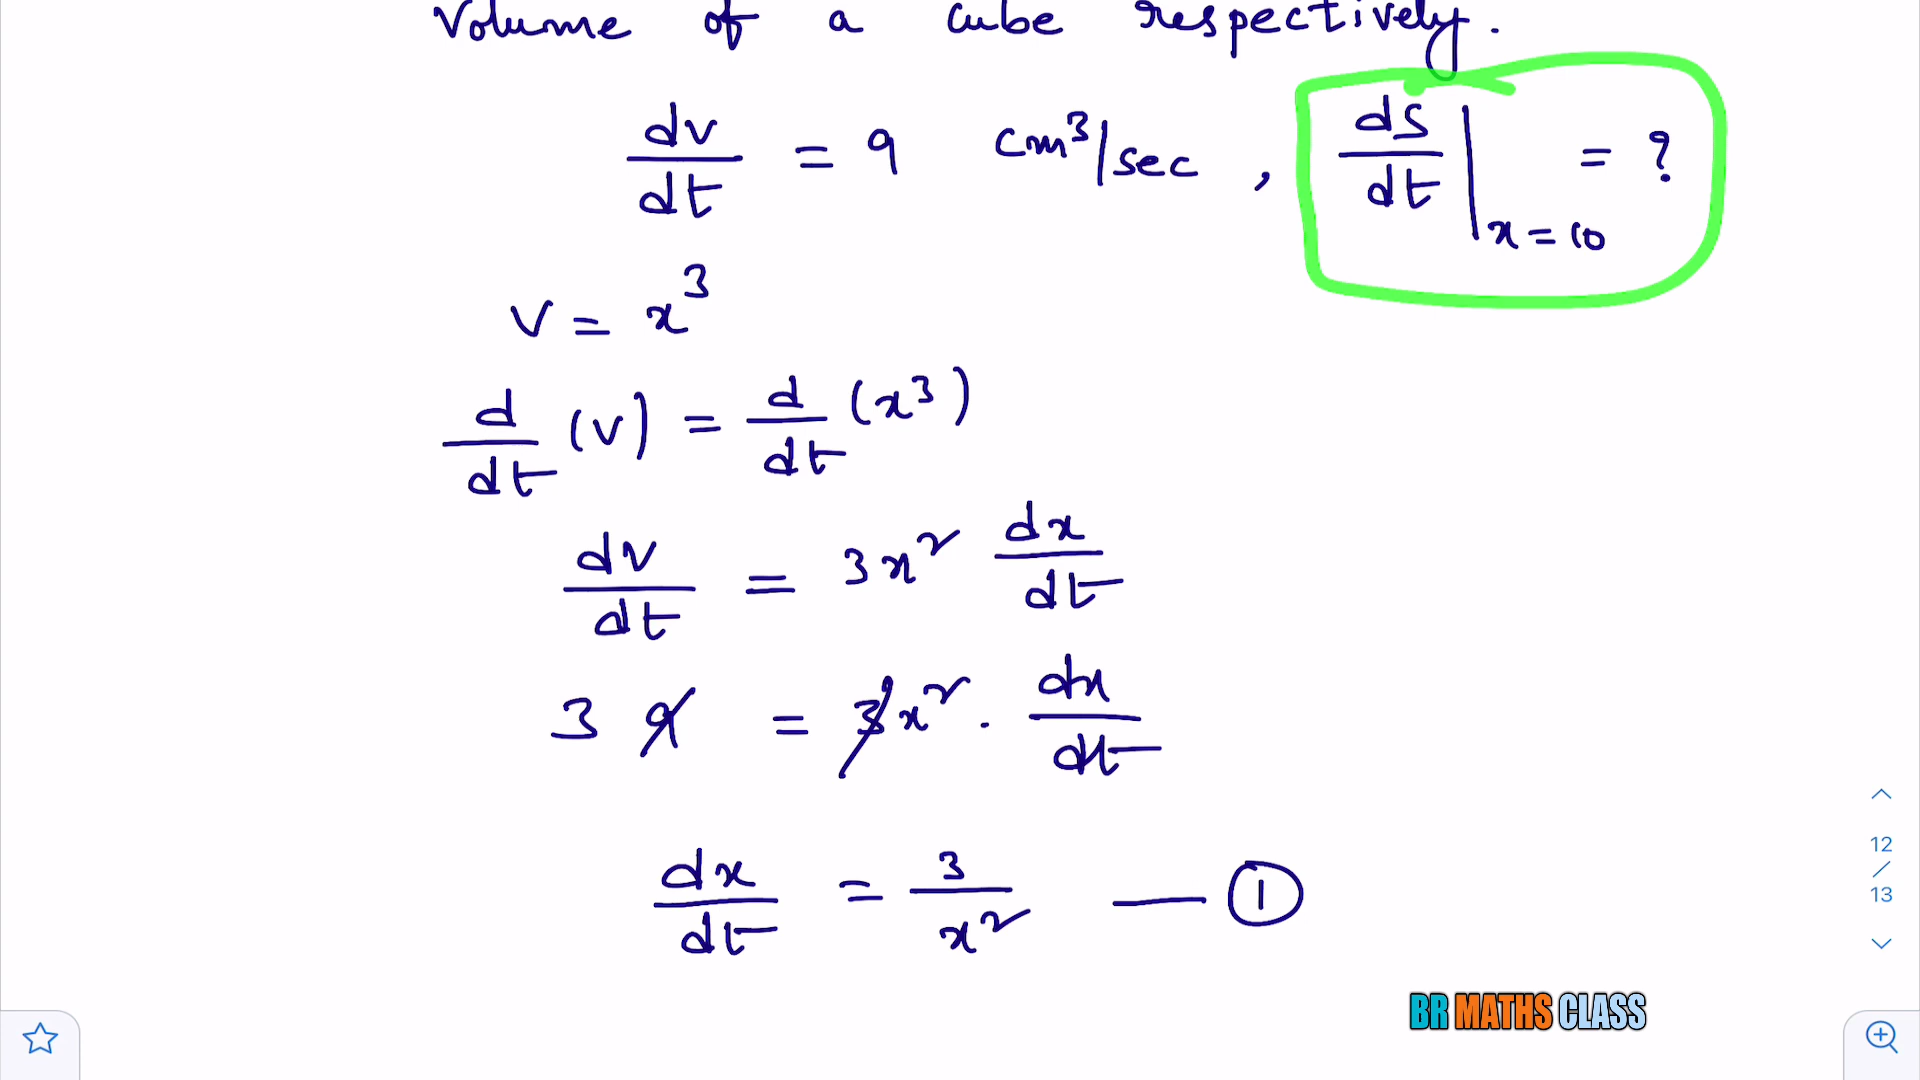 Volume of a cube respectively.
dv/dt = 9 cm³/sec , ds/dt |x=10 = ?
v = x³
d/dt (v) = d/dt (x³)
dv/dt = 3x² dx/dt
3 9 = 3x² · dx/dt
dx/dt = 3/x² — ①
12
/
13
BR MATHS CLASS